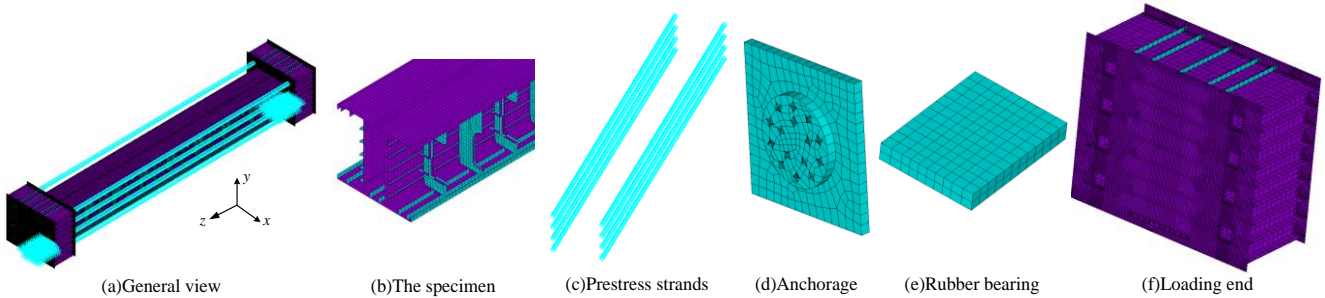 y
z
x
(a)General view
(b)The specimen
(c)Prestress strands
(d)Anchorage
(e)Rubber bearing
(f)Loading end